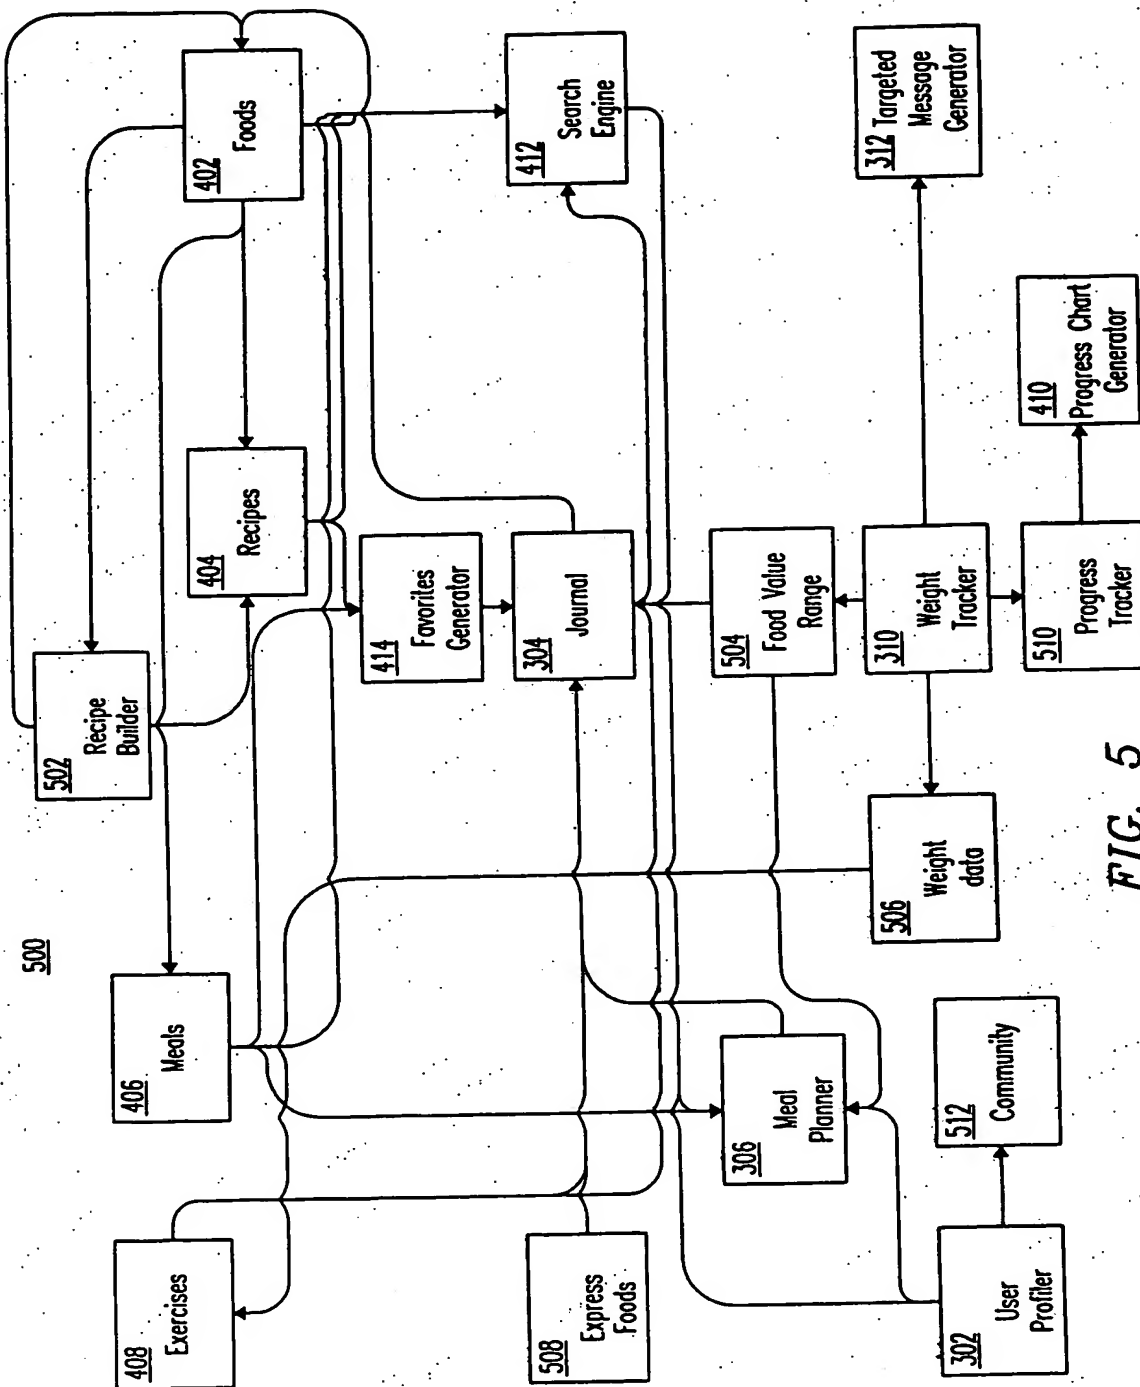 500
502
Recipe
Builder
408
Exercises
406
Meals
404
Recipes
402
Foods
414
Favorites
Generator
508
Express
Foods
304
Journal
412
Search
Engine
306
Meal
Planner
504
Food Value
Range
302
User
Profiler
512
Community
506
Weight
data
310
Weight
Tracker
312 Targeted
Message
Generator
510
Progress
Tracker
410
Progress Chart
Generator
FIG. 5